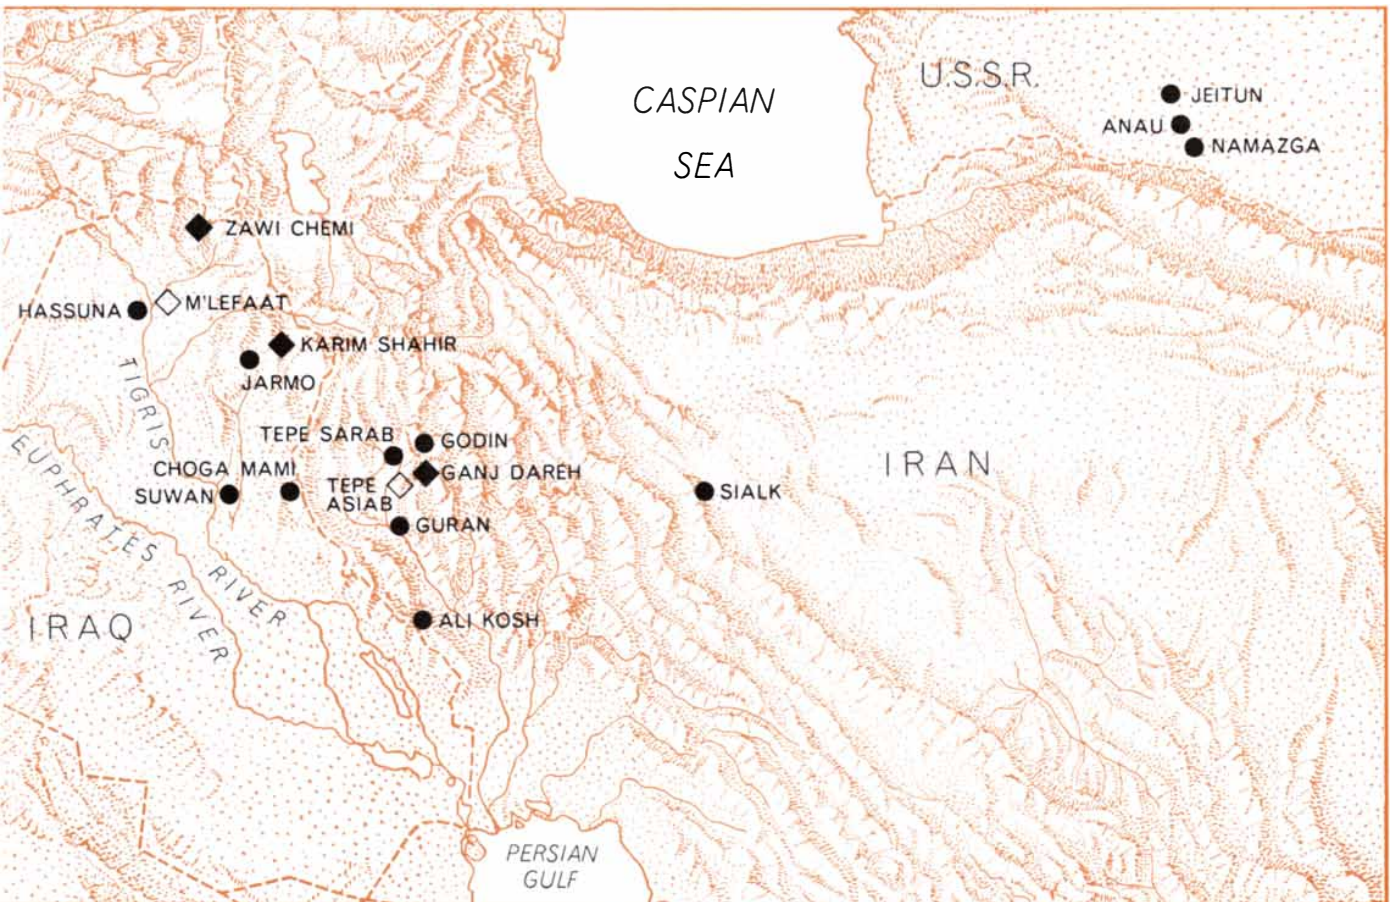 CASPIAN
SEA
U.S.S.R.
JEITUN
ANAU
NAMAZGA
ZAWI CHEMI
M'LEFAAT
HASSUNA
KARIM SHAHIR
JARMO
TIGRIS
RIVER
EUPHRATES RIVER
TEPE SARAB
GODIN
GANJ DAREH
CHOGA MAMI
SUWAN
TEPE
ASIAB
GURAN
SIALK
IRAN
ALI KOSH
IRAQ
PERSIAN
GULF